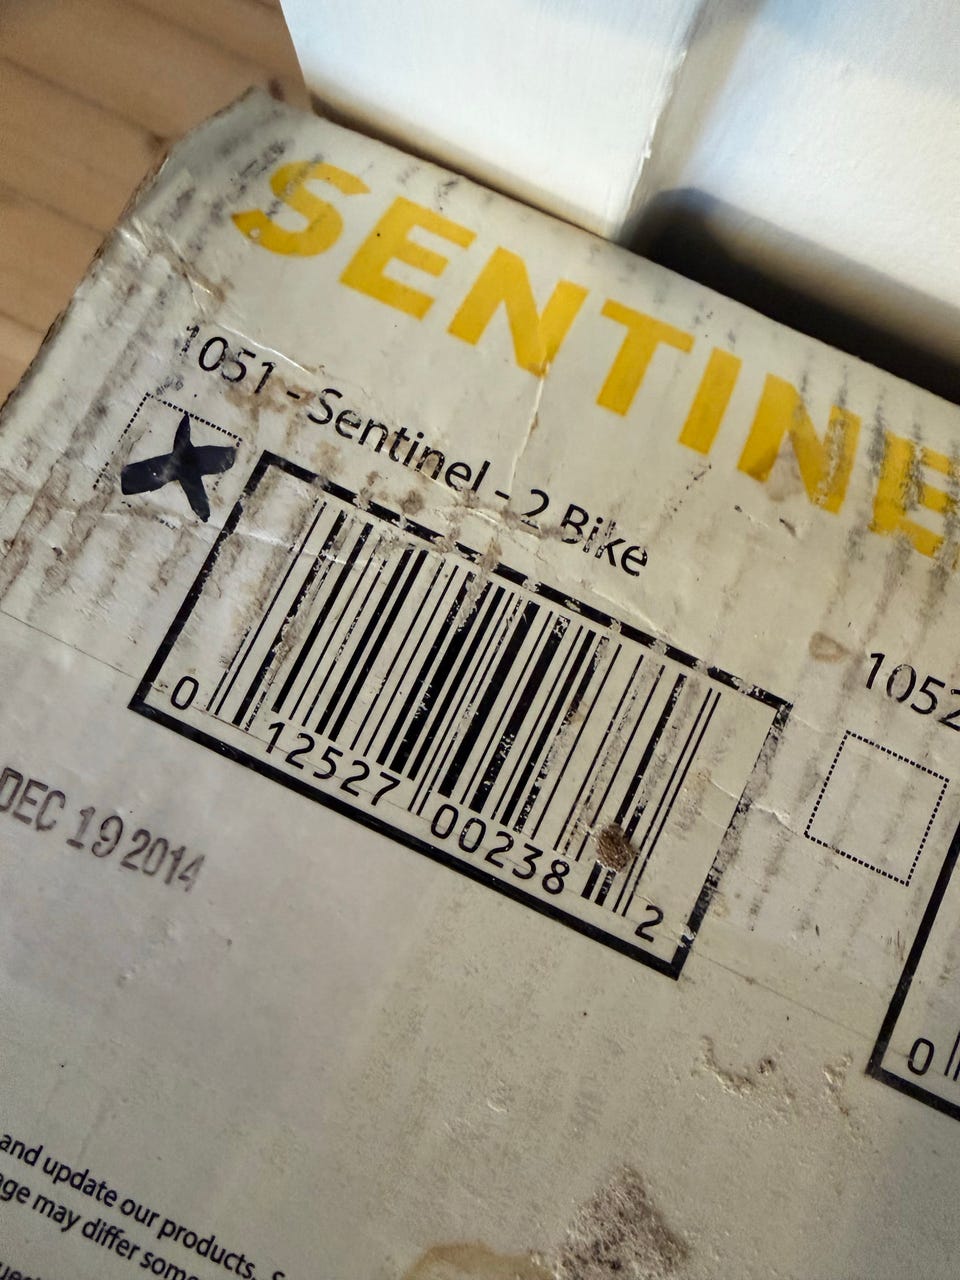 SENTINE
1051 - Sentinel - 2 Bike
0 12527 00238 2
1052
0
DEC 19 2014
and update our products.
may differ some